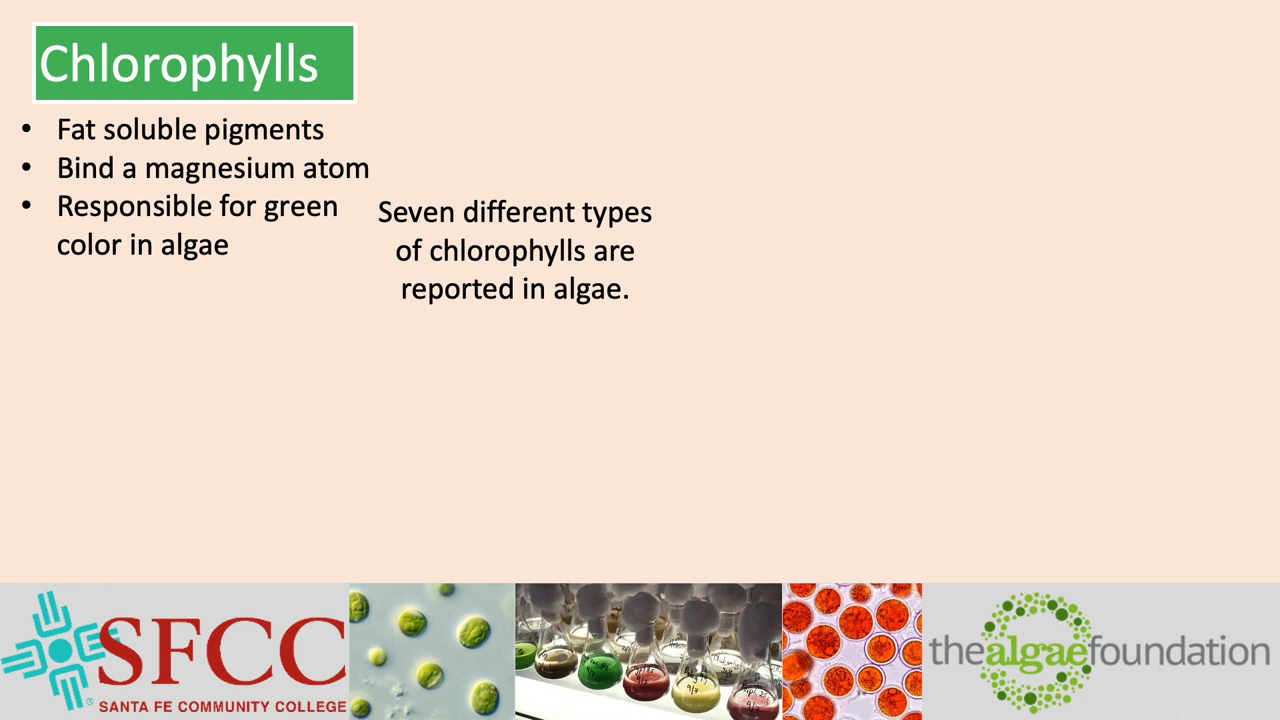 Chlorophylls
• Fat soluble pigments
• Bind a magnesium atom
• Responsible for green
color in algae
Seven different types
of chlorophylls are
reported in algae.
SFCC
®
SANTA FE COMMUNITY COLLEGE
thealgaefoundation